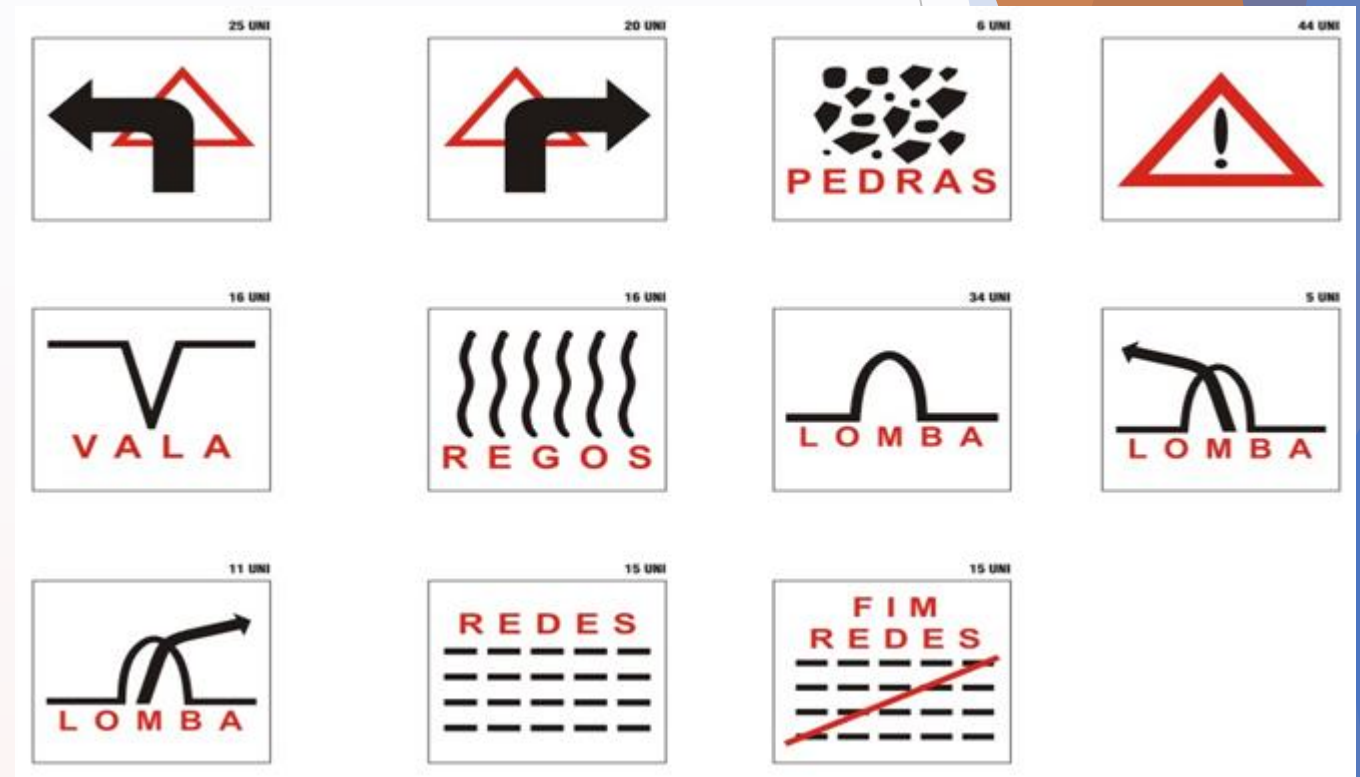 25 UNI
20 UNI
6 UNI
44 UNI
PEDRAS
!
16 UNI
16 UNI
34 UNI
5 UNI
VALA
REGOS
LOMBA
LOMBA
11 UNI
15 UNI
15 UNI
LOMBA
REDES
FIM
REDES